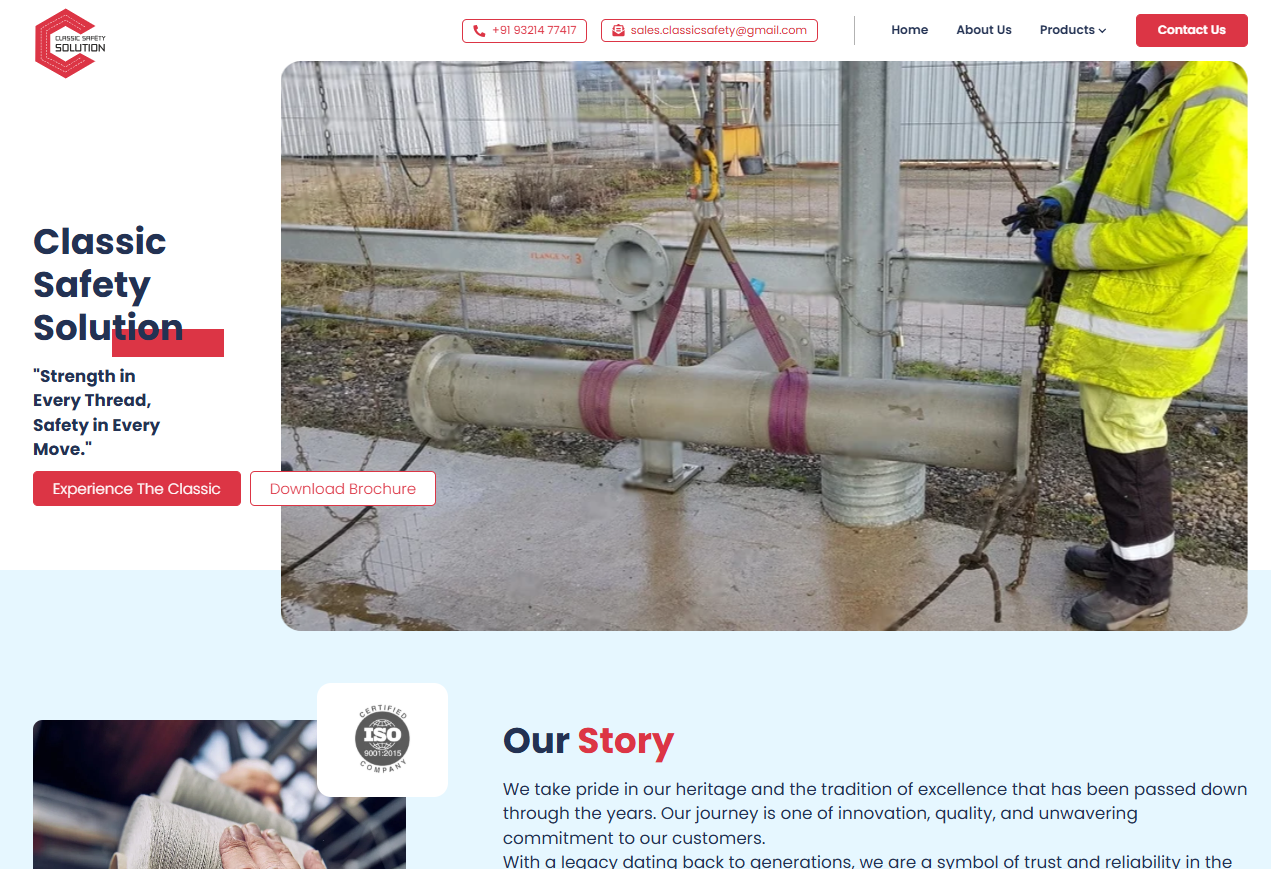 CLASSIC SAFETY
SOLUTION
+91 93214 77417
sales.classicsafety@gmail.com
Home
About Us
Products
Contact Us
FLANGE Nr 3
Classic
Safety
Solution
"Strength in
Every Thread,
Safety in Every
Move."
Experience The Classic
Download Brochure
CERTIFIED
ISO
9001:2015
COMPANY
Our Story
We take pride in our heritage and the tradition of excellence that has been passed down
through the years. Our journey is one of innovation, quality, and unwavering
commitment to our customers.
With a legacy dating back to generations, we are a symbol of trust and reliability in the